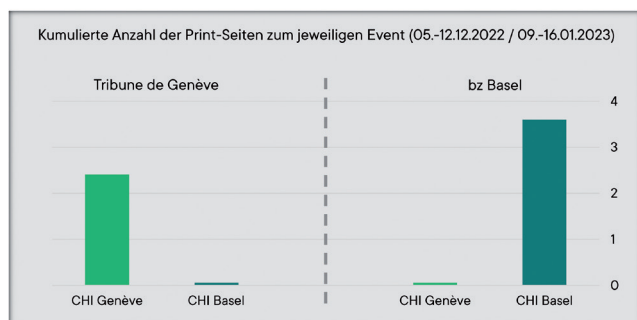 Kumulierte Anzahl der Print-Seiten zum jeweiligen Event (05.-12.12.2022 / 09.-16.01.2023)
Tribune de Genève
bz Basel
4
3
2
1
0
CHI Genève
CHI Basel
CHI Genève
CHI Basel